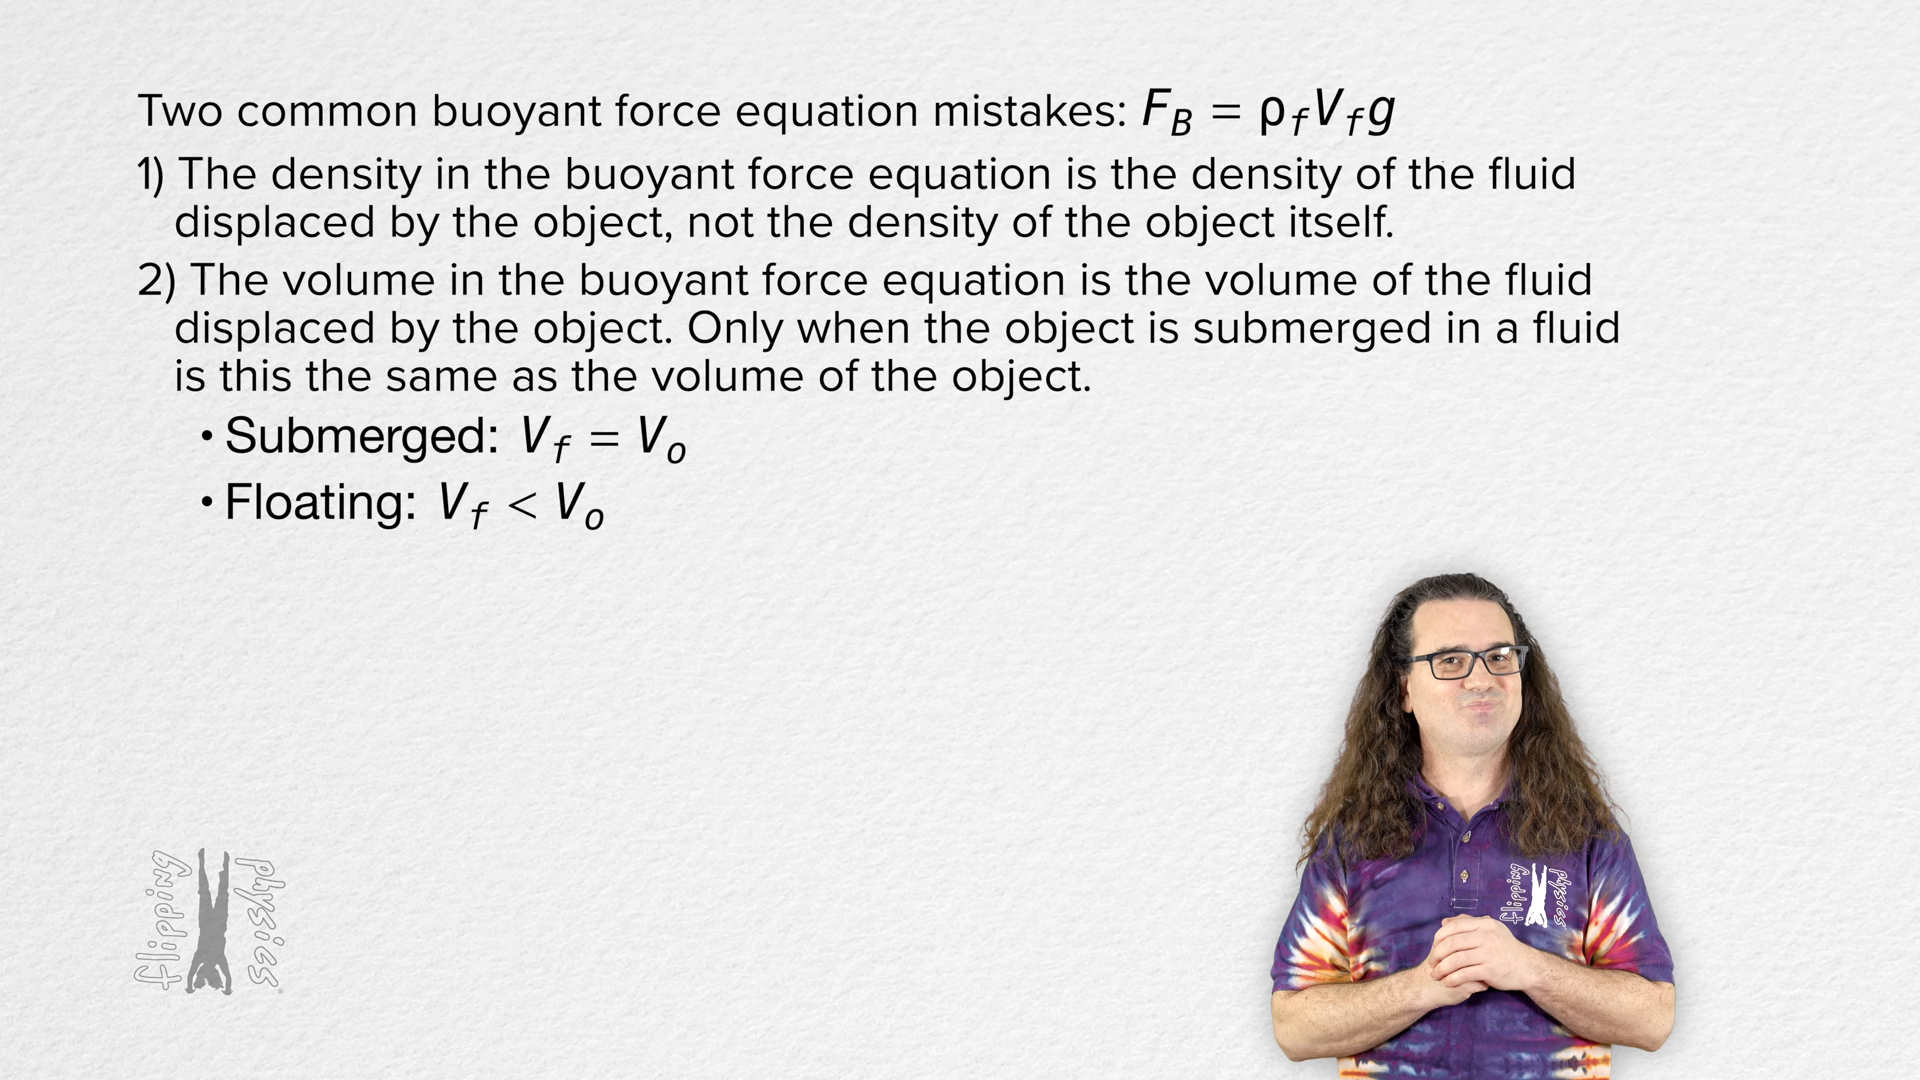 Two common buoyant force equation mistakes: F_B = ρ_f V_f g
1) The density in the buoyant force equation is the density of the fluid
displaced by the object, not the density of the object itself.
2) The volume in the buoyant force equation is the volume of the fluid
displaced by the object. Only when the object is submerged in a fluid
is this the same as the volume of the object.
• Submerged: V_f = V_o
• Floating: V_f < V_o
flipping
physics
flipping
physics